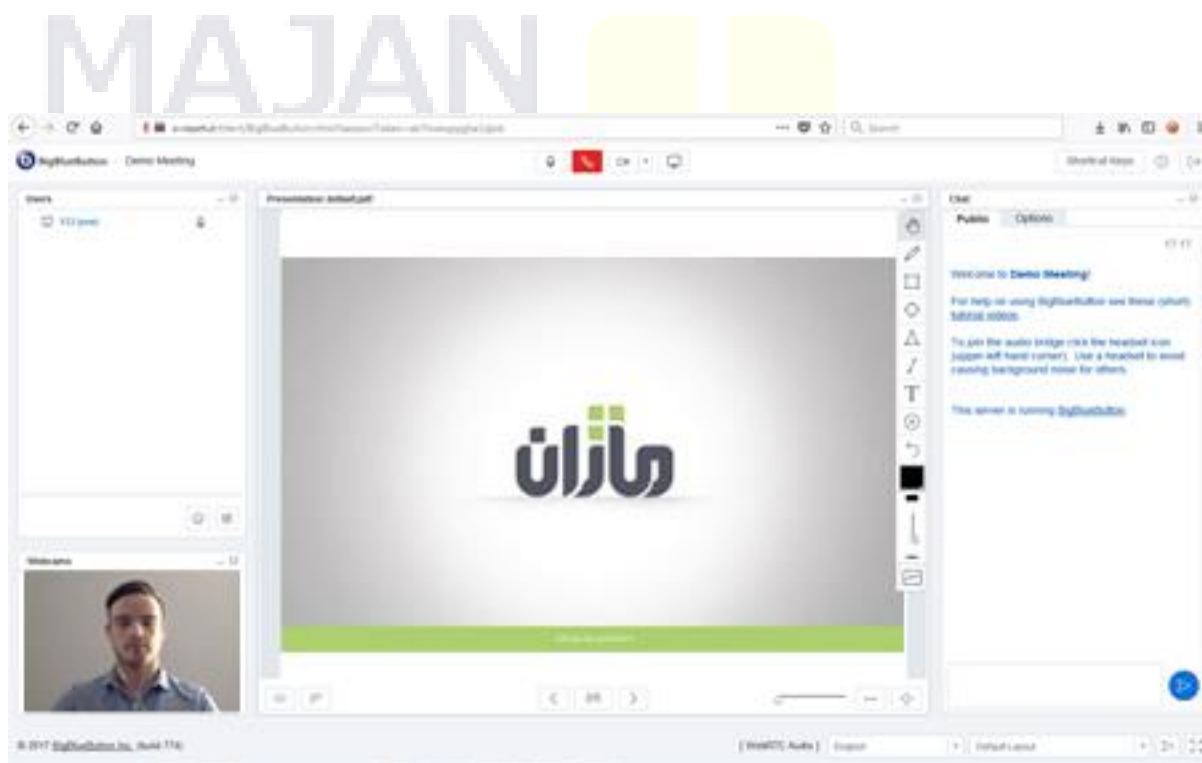 MAJAN
BigBlueButton Demo Meeting
Search
Shortcut Keys
Users
Presentation: default.pdf
ماژان
Webcams
Chat
Public Options
Welcome to Demo Meeting!
For help on using BigBlueButton see these (short)
tutorial videos.
To join the audio bridge click the headset icon
(upper-left hand corner). Use a headset to avoid
causing background noise for others.
This server is running BigBlueButton.
© 2017 BigBlueButton Inc. (build 774)
[ WebRTC Audio ] English Default Layout